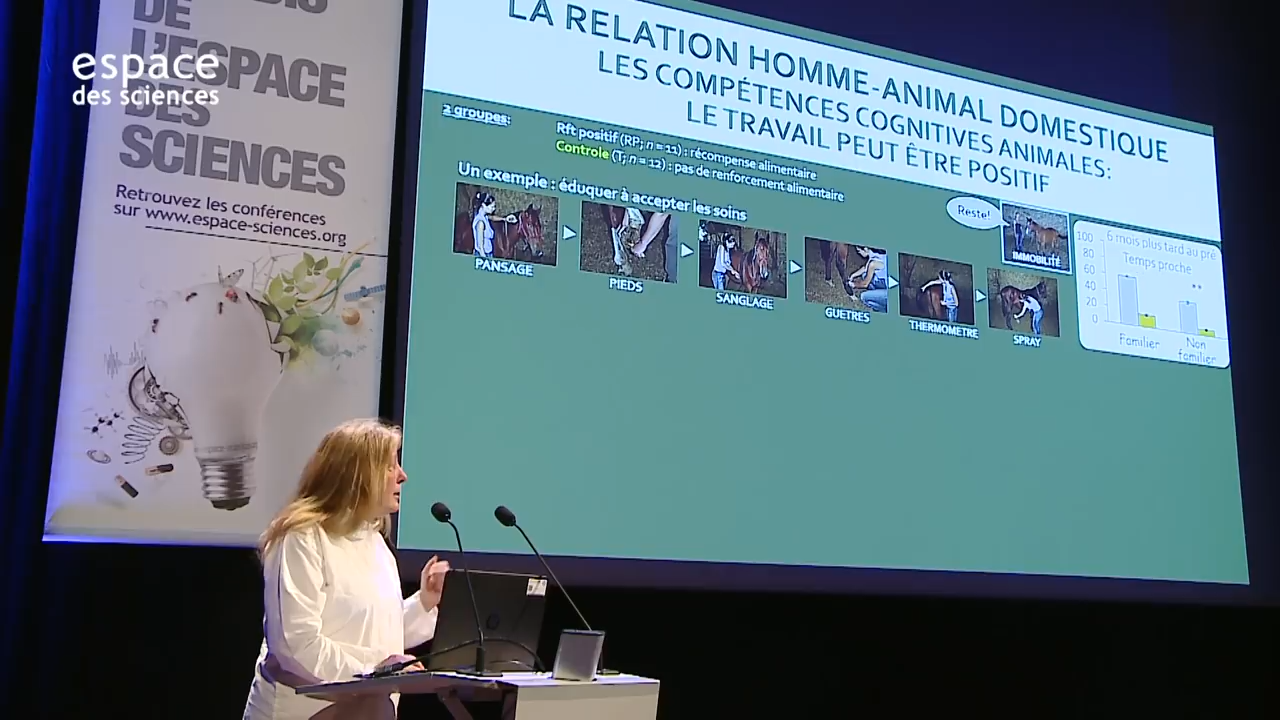 DE
L'ESPACE
DES
SCIENCES
Retrouvez les conférences
sur www.espace-sciences.org
espace
des sciences
LA RELATION HOMME-ANIMAL DOMESTIQUE
LES COMPÉTENCES COGNITIVES ANIMALES:
LE TRAVAIL PEUT ÊTRE POSITIF
2 groupes:
Rft positif (RP; n = 11) : récompense alimentaire
Controle (T; n = 12) : pas de renforcement alimentaire
Un exemple : éduquer à accepter les soins
PANSAGE
PIEDS
SANGLAGE
GUETRES
THERMOMETRE
SPRAY
Reste!
IMMOBILITÉ
6 mois plus tard au pré
Temps proche
100
80
60
40
20
0
**
Familier
Non
familier